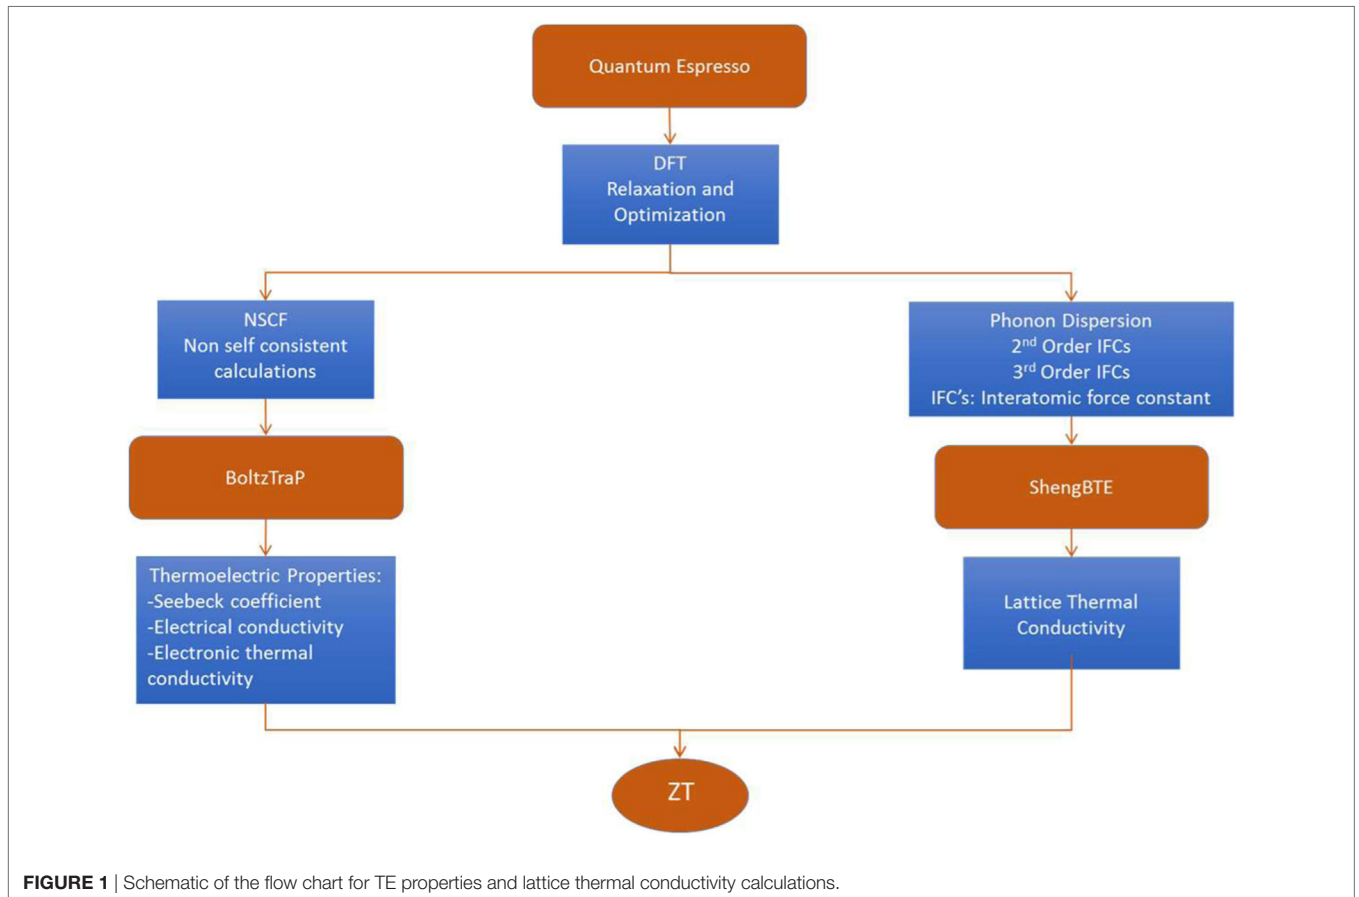 Quantum Espresso
DFT
Relaxation and
Optimization
NSCF
Non self consistent
calculations
Phonon Dispersion
2nd Order IFCs
3rd Order IFCs
IFC's: Interatomic force constant
BoltzTraP
ShengBTE
Thermoelectric Properties:
-Seebeck coefficient
-Electrical conductivity
-Electronic thermal
conductivity
Lattice Thermal
Conductivity
ZT
FIGURE 1 | Schematic of the flow chart for TE properties and lattice thermal conductivity calculations.